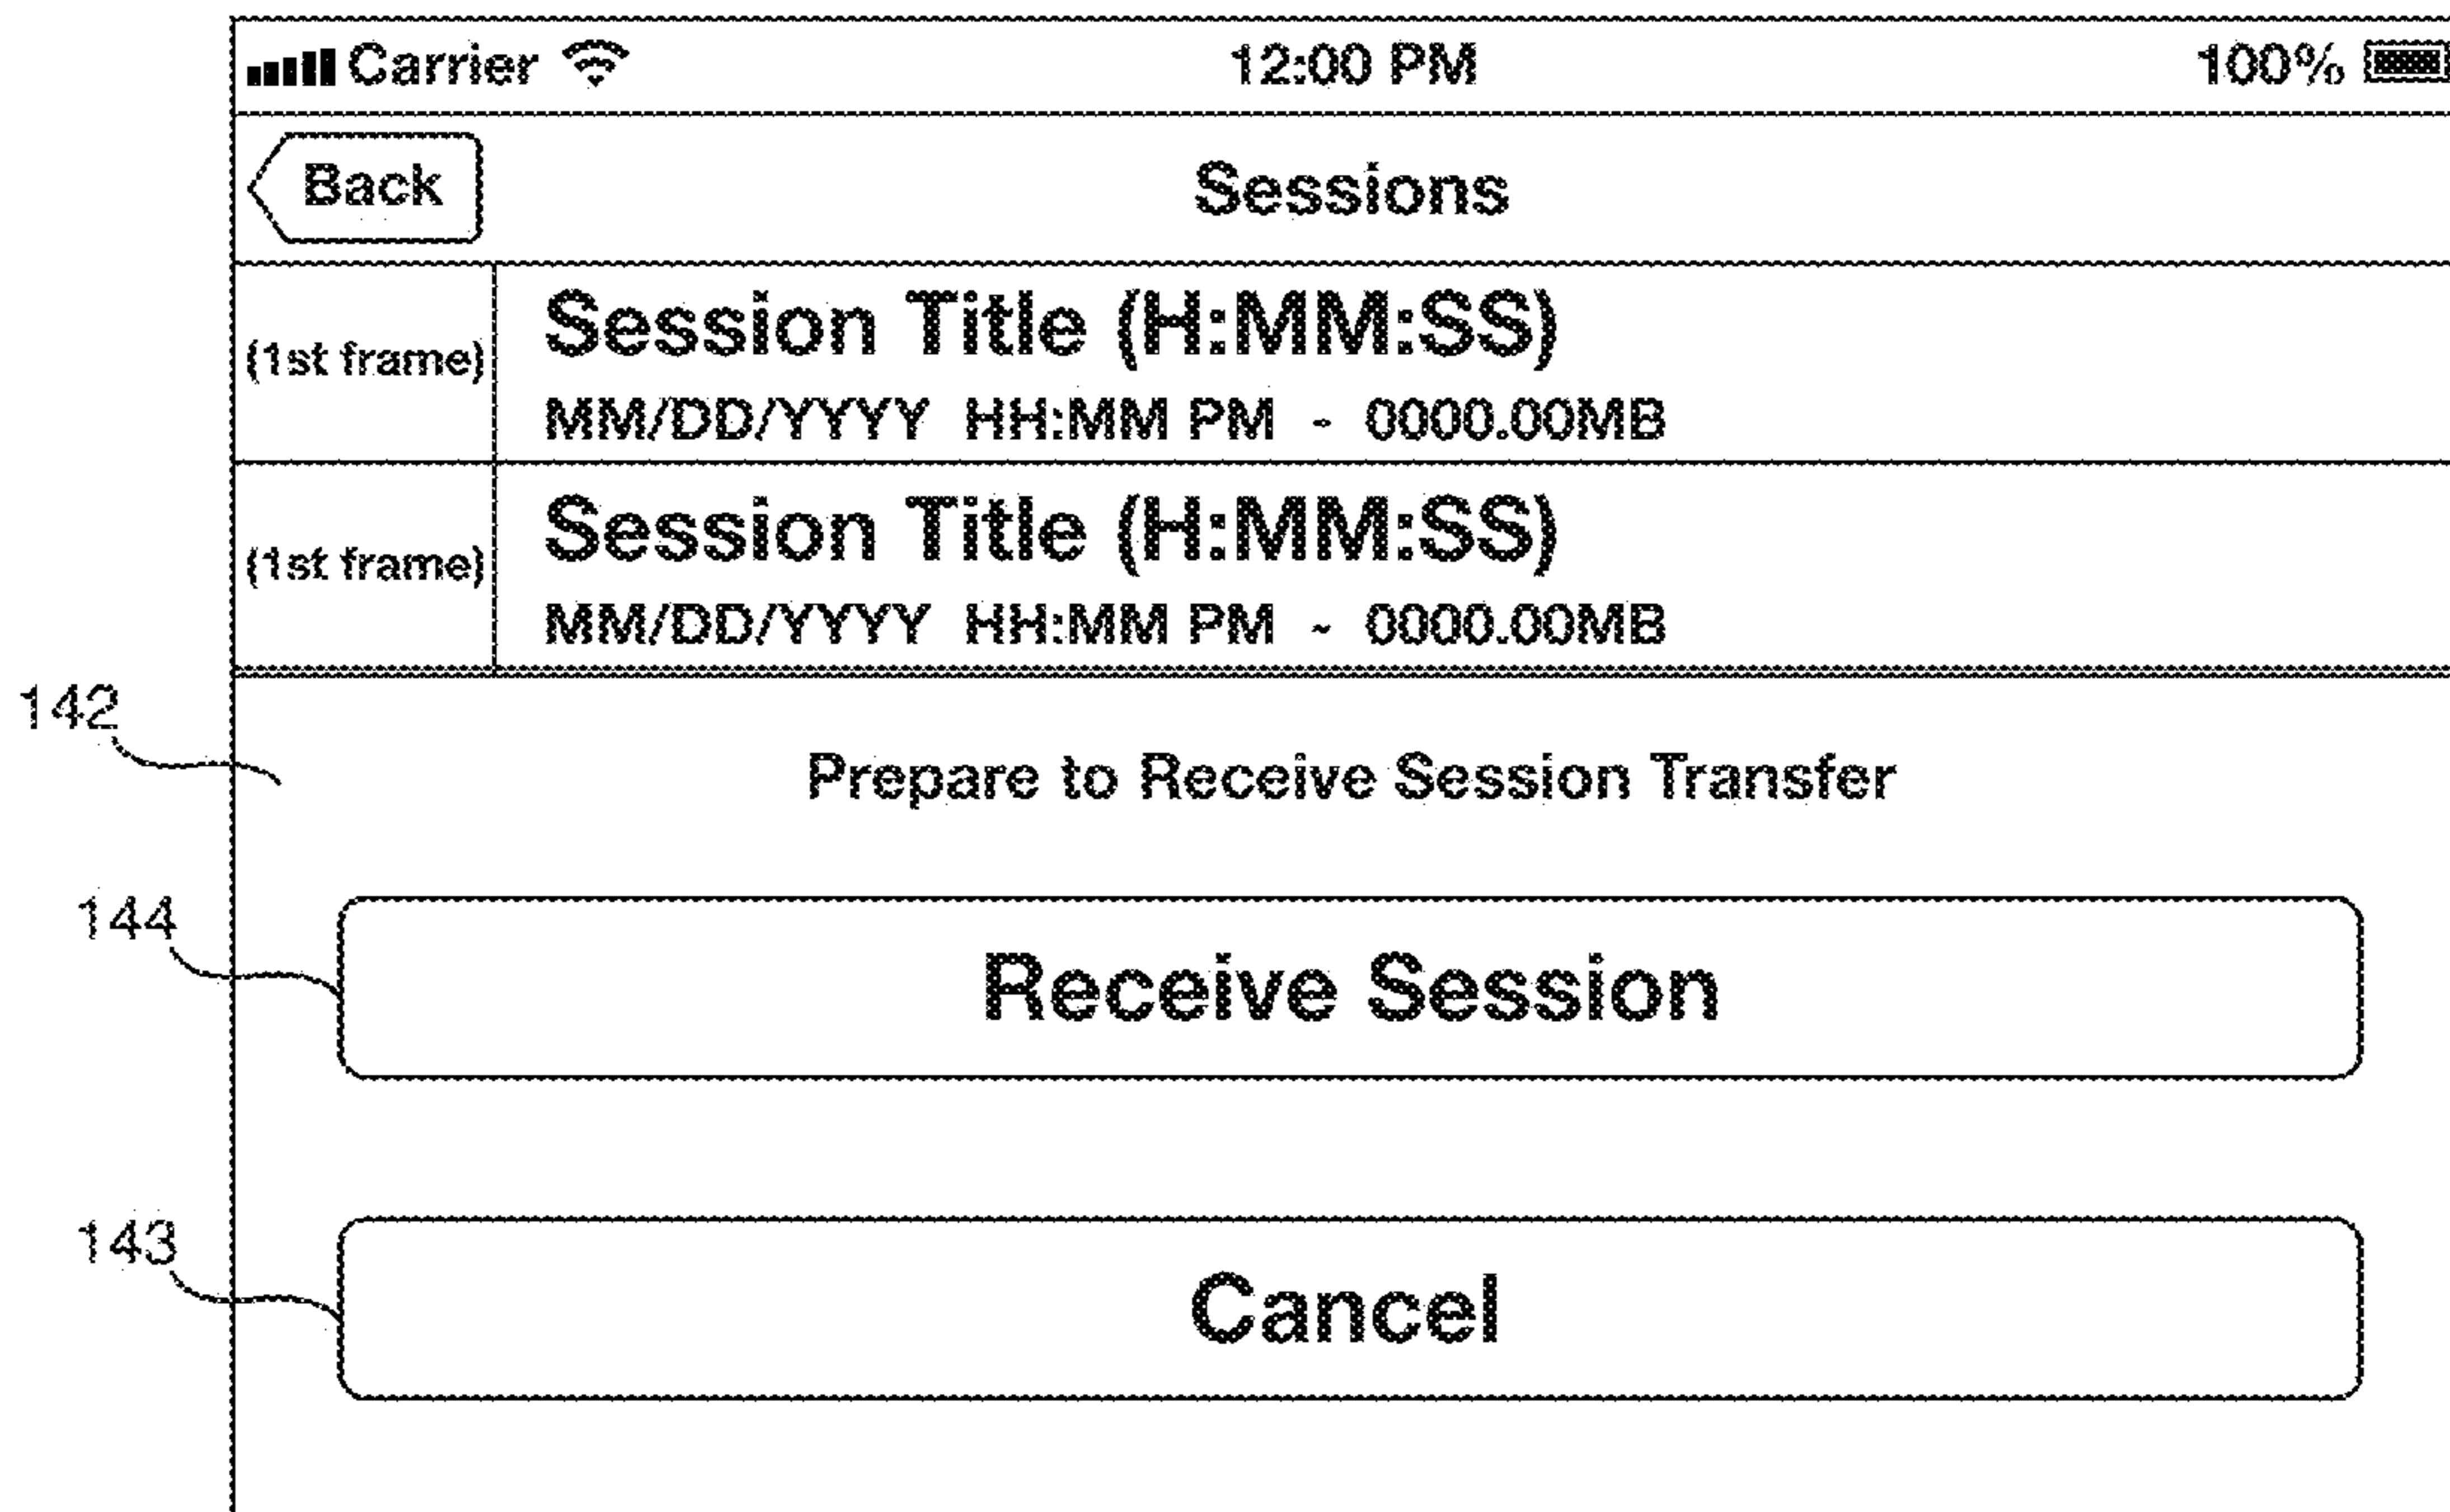 Carrier 12:00 PM 100%
Back Sessions
(1st frame) Session Title (H:MM:SS)
MM/DD/YYYY HH:MM PM - 0000.00MB
(1st frame) Session Title (H:MM:SS)
MM/DD/YYYY HH:MM PM - 0000.00MB
142
Prepare to Receive Session Transfer
144
Receive Session
143
Cancel